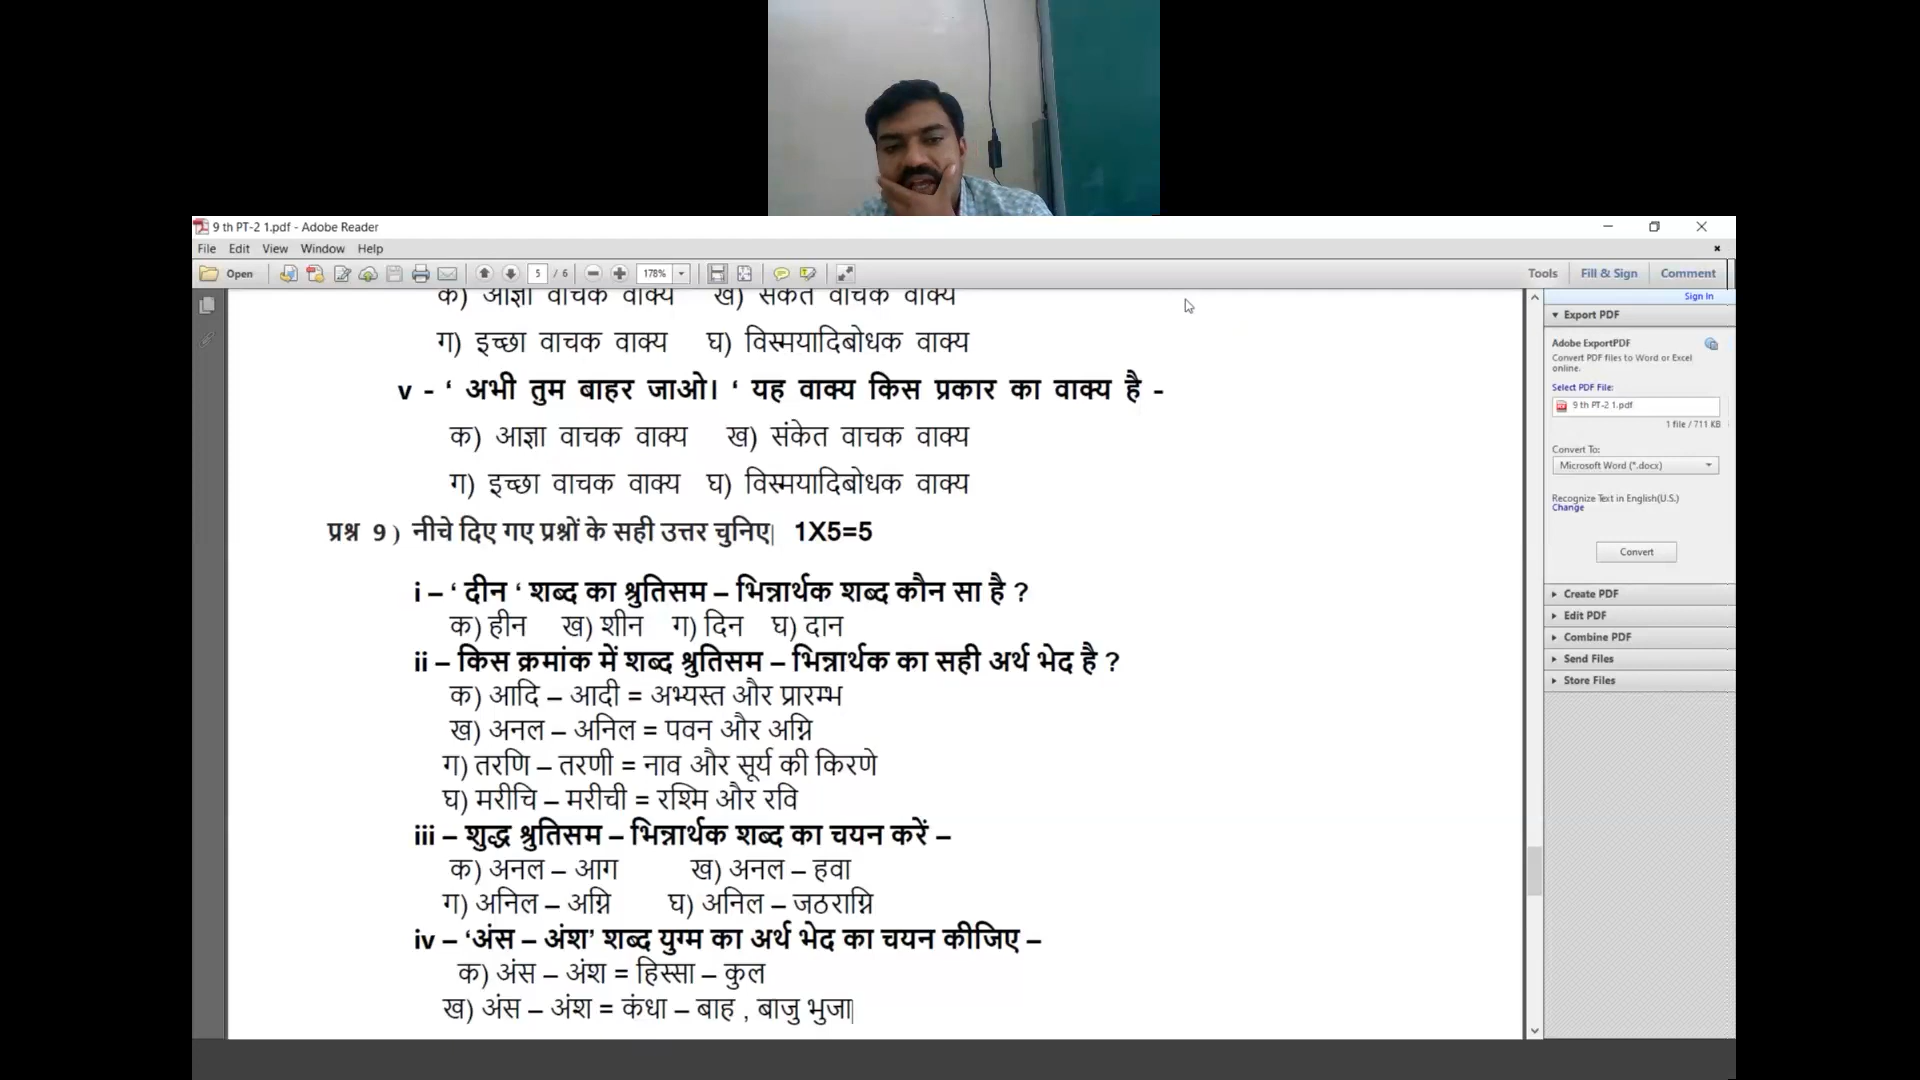 9 th PT-2 1.pdf - Adobe Reader
File Edit View Window Help
Open 5 / 6 178% Tools Fill & Sign Comment
Sign In
Export PDF
Adobe ExportPDF
Convert PDF files to Word or Excel
online.
Select PDF File:
9 th PT-2 1.pdf
1 file / 711 KB
Convert To:
Microsoft Word (*.docx)
Recognize Text in English(U.S.)
Change
Convert
Create PDF
Edit PDF
Combine PDF
Send Files
Store Files
क) आज्ञा वाचक वाक्य ख) संकेत वाचक वाक्य
ग) इच्छा वाचक वाक्य घ) विस्मयादिबोधक वाक्य
v - ‘ अभी तुम बाहर जाओ। ‘ यह वाक्य किस प्रकार का वाक्य है -
क) आज्ञा वाचक वाक्य ख) संकेत वाचक वाक्य
ग) इच्छा वाचक वाक्य घ) विस्मयादिबोधक वाक्य
प्रश्न 9 ) नीचे दिए गए प्रश्नों के सही उत्तर चुनिए| 1X5=5
i – ‘ दीन ‘ शब्द का श्रुतिसम – भिन्नार्थक शब्द कौन सा है ?
क) हीन ख) शीन ग) दिन घ) दान
ii – किस क्रमांक में शब्द श्रुतिसम – भिन्नार्थक का सही अर्थ भेद है ?
क) आदि – आदी = अभ्यस्त और प्रारम्भ
ख) अनल – अनिल = पवन और अग्नि
ग) तरणि – तरणी = नाव और सूर्य की किरणे
घ) मरीचि – मरीची = रश्मि और रवि
iii – शुद्ध श्रुतिसम – भिन्नार्थक शब्द का चयन करें –
क) अनल – आग ख) अनल – हवा
ग) अनिल – अग्नि घ) अनिल – जठराग्नि
iv – ‘अंस – अंश’ शब्द युग्म का अर्थ भेद का चयन कीजिए –
क) अंस – अंश = हिस्सा – कुल
ख) अंस – अंश = कंधा – बाह , बाजु भुजा|